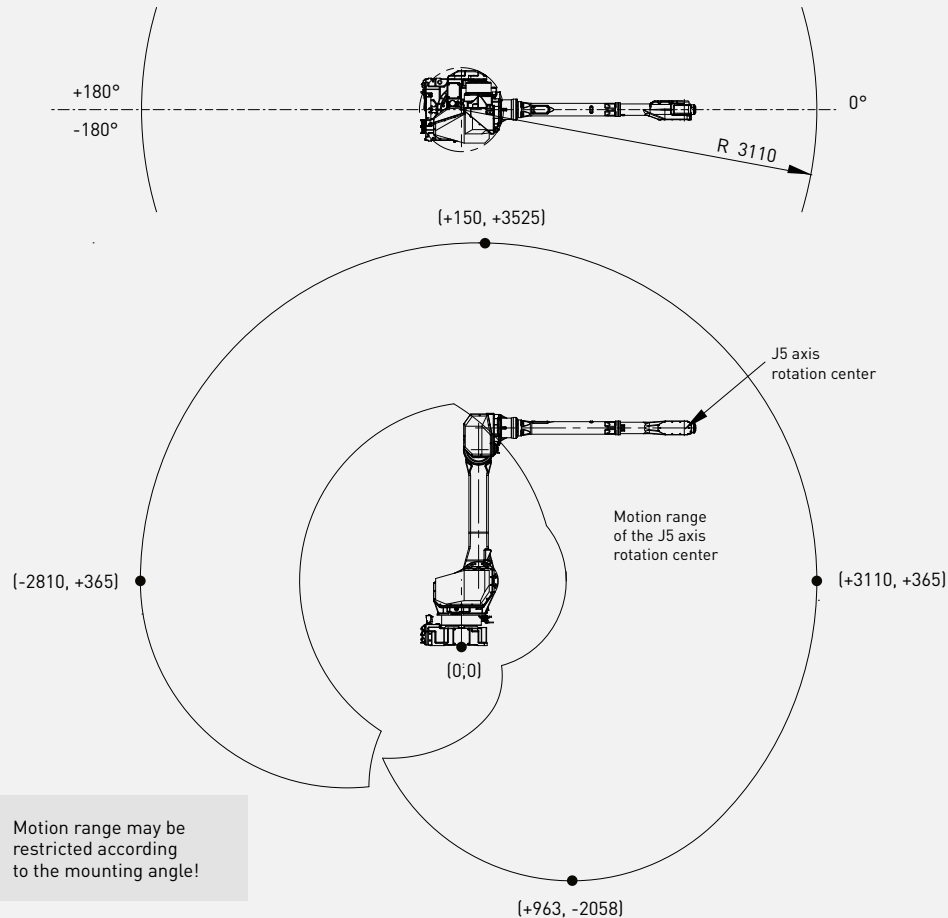 +180°
-180°
0°
R 3110
(+150, +3525)
J5 axis
rotation center
Motion range
of the J5 axis
rotation center
(-2810, +365)
(+3110, +365)
(0,0)
Motion range may be
restricted according
to the mounting angle!
(+963, -2058)